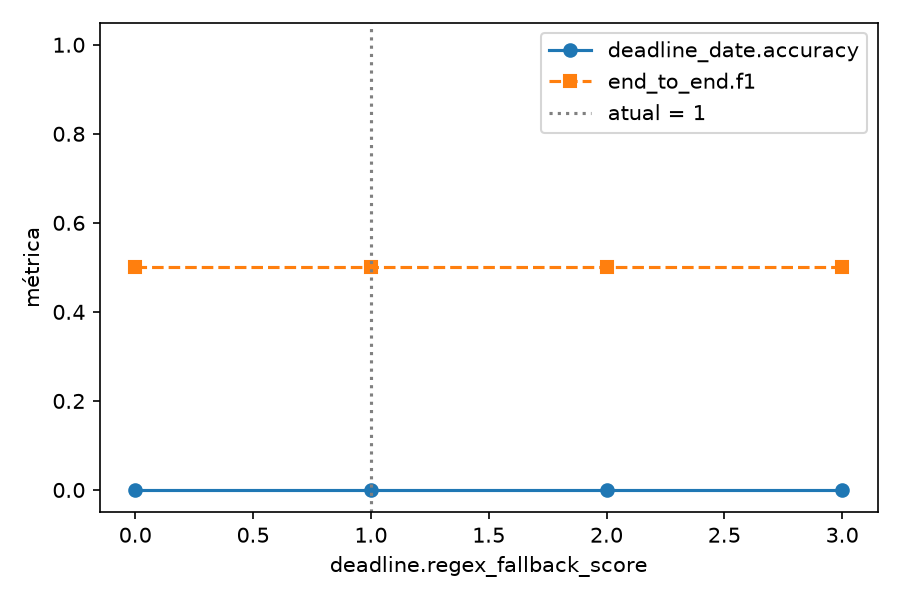 1.0
0.8
0.6
0.4
0.2
0.0
métrica
deadline_date.accuracy
end_to_end.f1
atual = 1
0.0 0.5 1.0 1.5 2.0 2.5 3.0
deadline.regex_fallback_score